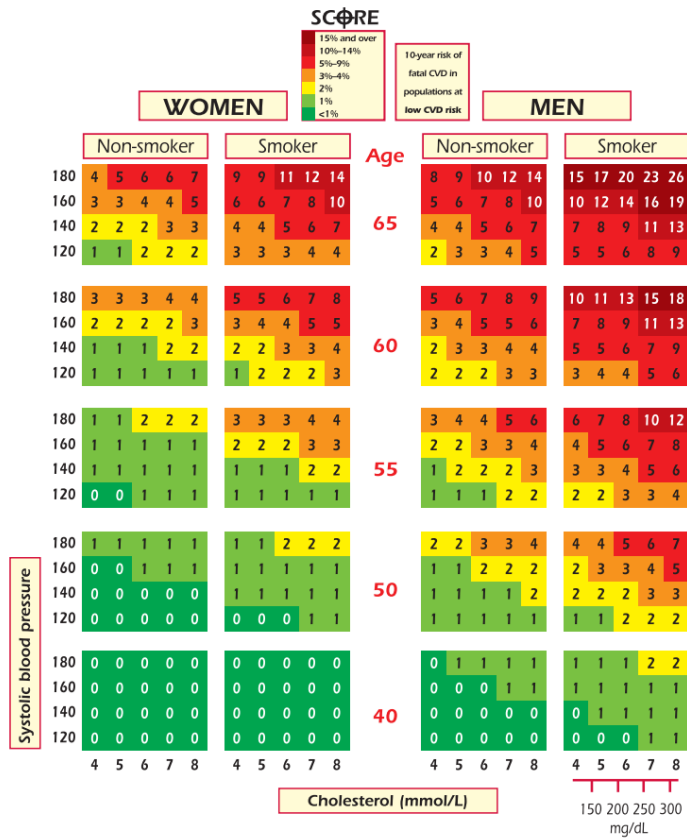 SCORE
15% and over
10%–14%
5%–9%
3%–4%
2%
1%
<1%
10-year risk of
fatal CVD in
populations at
low CVD risk
WOMEN
MEN
Non-smoker Smoker Age Non-smoker Smoker
180 4 5 6 6 7 9 9 11 12 14 8 9 10 12 14 15 17 20 23 26
160 3 3 4 4 5 6 6 7 8 10 5 6 7 8 10 10 12 14 16 19
65
140 2 2 2 3 3 4 4 5 6 7 4 4 5 6 7 7 8 9 11 13
120 1 1 2 2 2 3 3 3 4 4 2 3 3 4 5 5 5 6 8 9
180 3 3 3 4 4 5 5 6 7 8 5 6 7 8 9 10 11 13 15 18
160 2 2 2 2 3 3 4 4 5 5 3 4 5 5 6 7 8 9 11 13
60
140 1 1 1 2 2 2 2 3 3 4 2 3 3 4 4 5 5 6 7 9
120 1 1 1 1 1 1 2 2 2 3 2 2 2 3 3 3 4 4 5 6
180 1 1 2 2 2 3 3 3 4 4 3 4 4 5 6 6 7 8 10 12
160 1 1 1 1 1 2 2 2 3 3 2 2 3 3 4 4 5 6 7 8
55
140 1 1 1 1 1 1 1 1 2 2 1 2 2 2 3 3 3 4 5 6
120 0 0 1 1 1 1 1 1 1 1 1 1 1 2 2 2 2 3 3 4
180 1 1 1 1 1 1 1 2 2 2 2 2 3 3 4 4 4 5 6 7
160 0 0 1 1 1 1 1 1 1 1 1 1 2 2 2 2 3 3 4 5
50
140 0 0 0 0 0 1 1 1 1 1 1 1 1 1 2 2 2 2 3 3
120 0 0 0 0 0 0 0 0 1 1 1 1 1 1 1 1 1 2 2 2
180 0 0 0 0 0 0 0 0 0 0 0 1 1 1 1 1 1 1 2 2
160 0 0 0 0 0 0 0 0 0 0 0 0 0 1 1 1 1 1 1 1
40
140 0 0 0 0 0 0 0 0 0 0 0 0 0 0 0 0 1 1 1 1
120 0 0 0 0 0 0 0 0 0 0 0 0 0 0 0 0 0 0 1 1
4 5 6 7 8 4 5 6 7 8 4 5 6 7 8 4 5 6 7 8
Systolic blood pressure
Cholesterol (mmol/L)
150 200 250 300
mg/dL